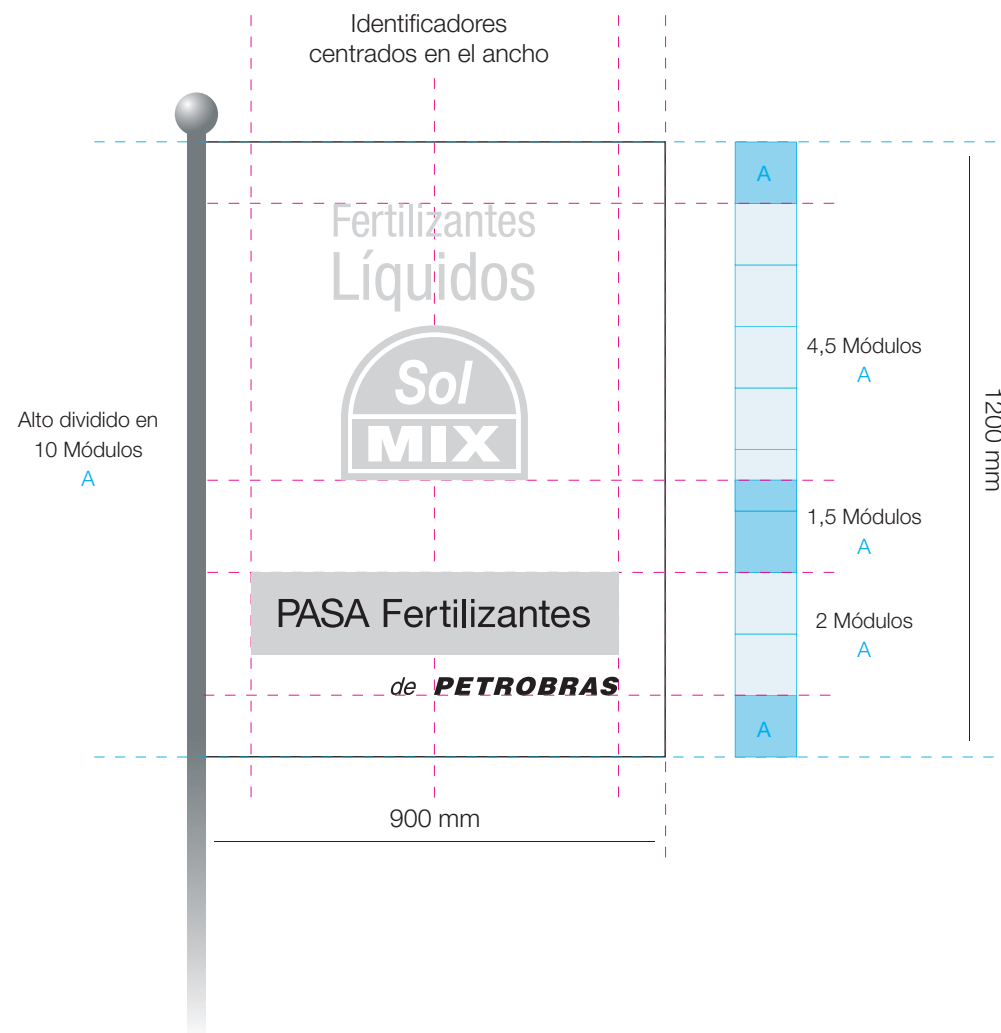 Identificadores
centrados en el ancho
A
Fertilizantes
Líquidos
Sol
MIX
4,5 Módulos
A
Alto dividido en
10 Módulos
A
1200 mm
1,5 Módulos
A
PASA Fertilizantes
2 Módulos
A
de PETROBRAS
A
900 mm